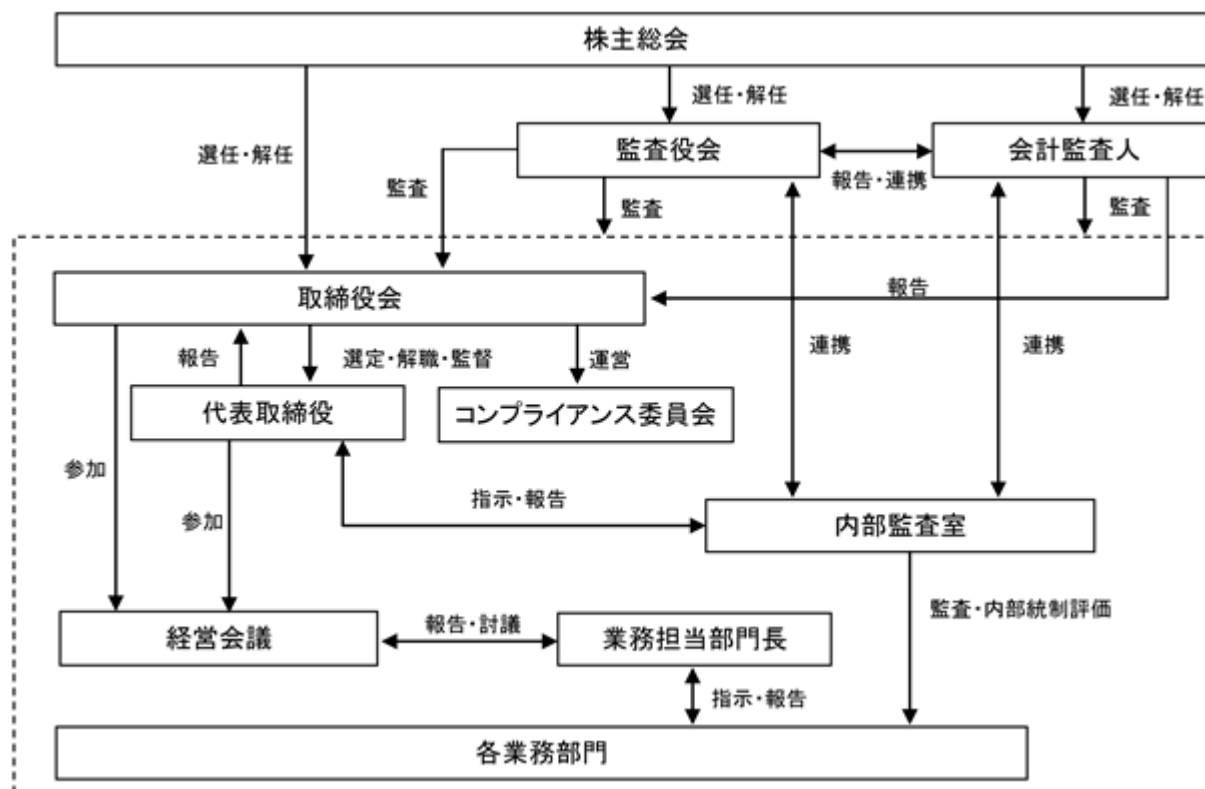 株主総会
選任・解任
選任・解任
選任・解任
監査役会
会計監査人
報告・連携
監査
監査
監査
取締役会
報告
報告
選定・解職・監督
運営
連携
連携
代表取締役
コンプライアンス委員会
参加
参加
指示・報告
内部監査室
経営会議
報告・討議
業務担当部門長
監査・内部統制評価
指示・報告
各業務部門